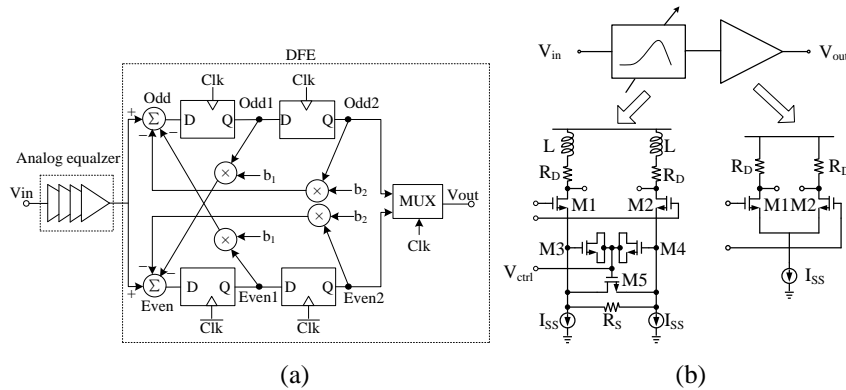 DFE
Clk
Clk
Odd
Odd1
Odd2
+
Σ
−
−
D
Q
D
Q
Analog equalzer
×
b1
Vin
×
b2
MUX
Vout
×
b2
Clk
×
b1
−
−
+
Σ
D
Q
D
Q
Even
Even1
Even2
Clk
Clk
(a)
Vin
Vout
L
L
RD
RD
M1
M2
M3
M4
Vctrl
M5
ISS
RS
ISS
RD
RD
M1
M2
ISS
(b)